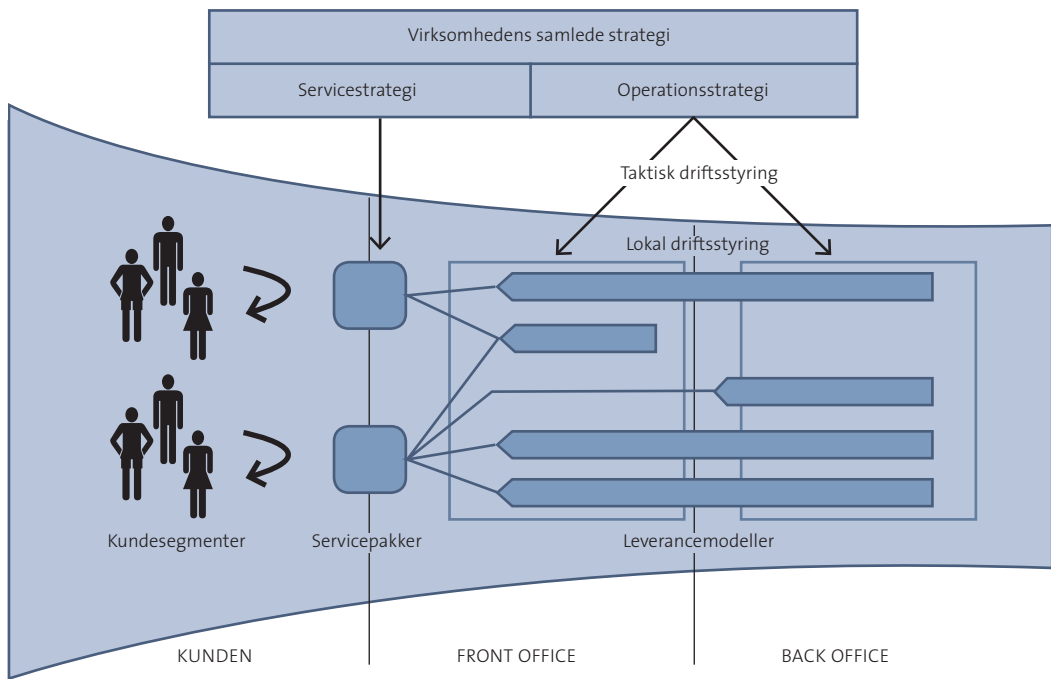 Virksomhedens samlede strategi
Servicestrategi
Operationsstrategi
Taktisk driftsstyring
Lokal driftsstyring
Kundesegmenter
Servicepakker
Leverancemodeller
KUNDEN
FRONT OFFICE
BACK OFFICE